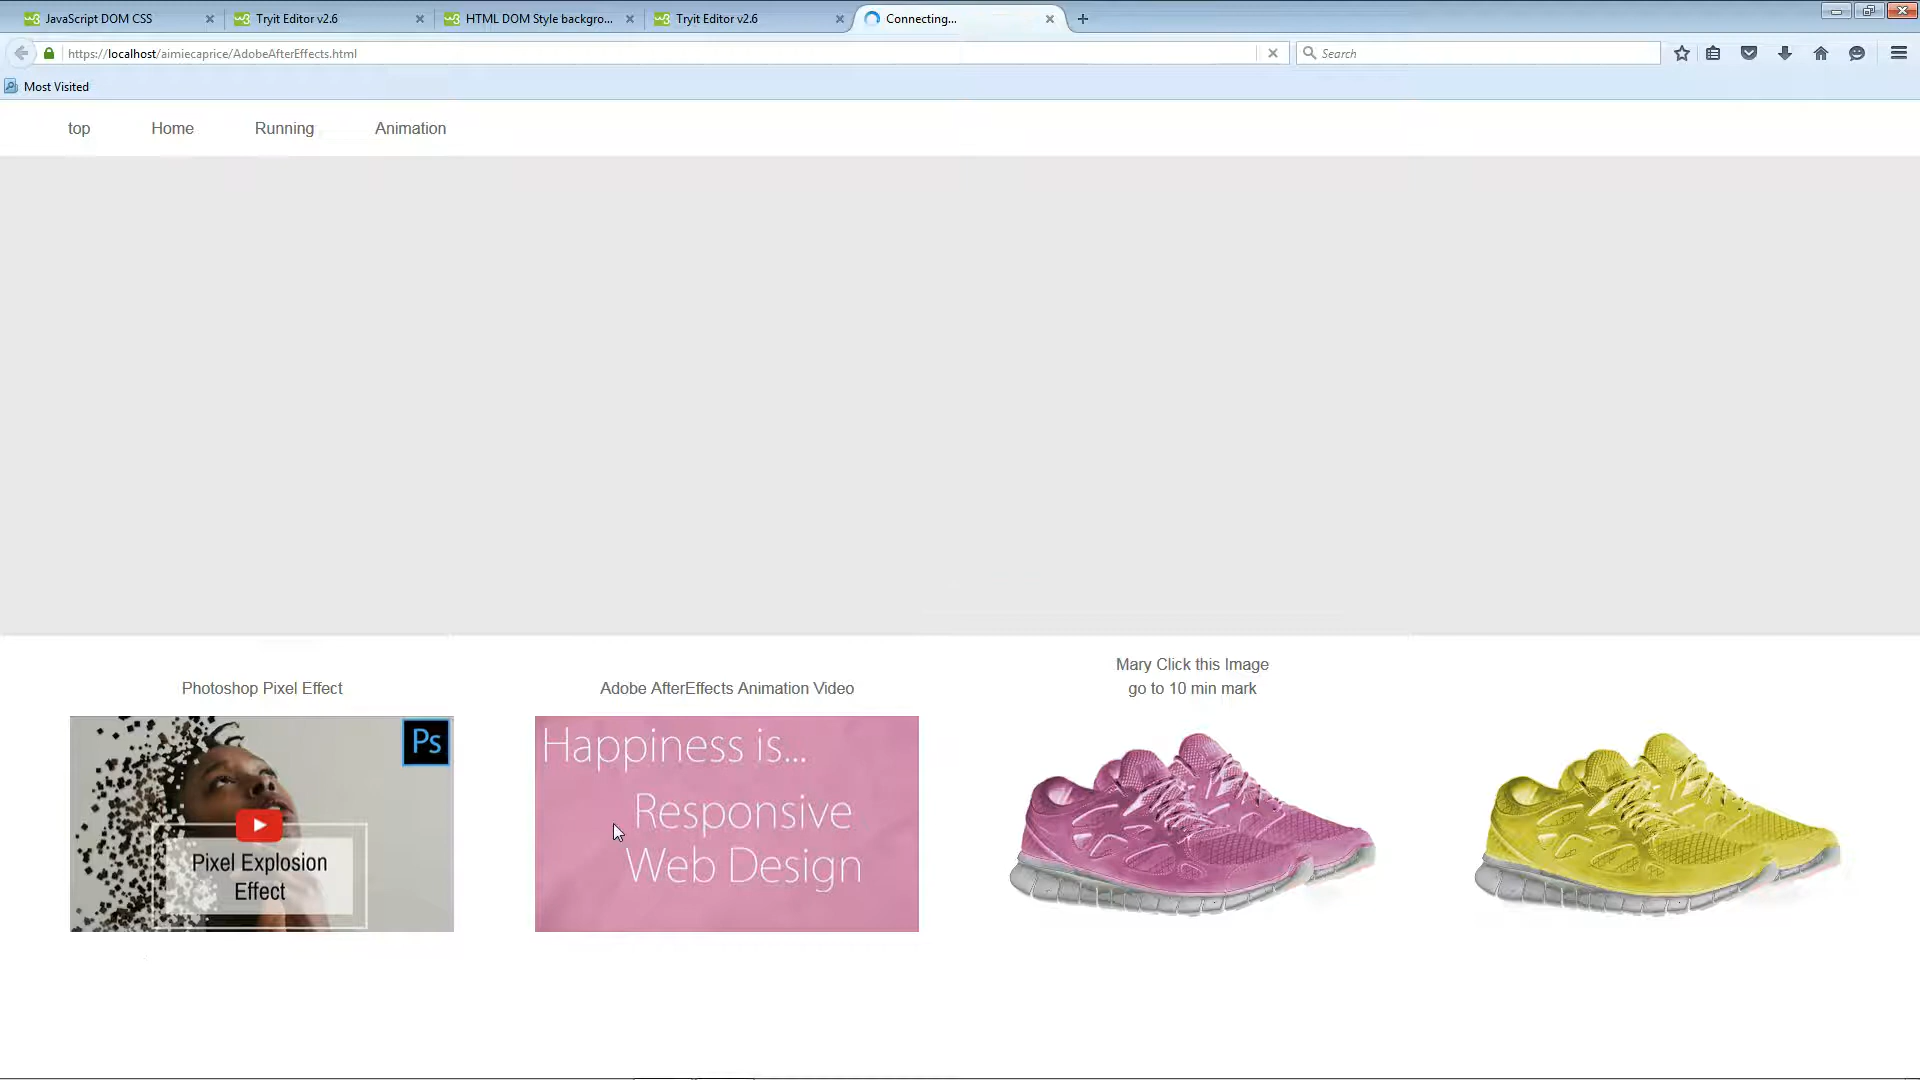 JavaScript DOM CSS
Tryit Editor v2.6
HTML DOM Style backgro...
Tryit Editor v2.6
Connecting...
https://localhost/aimiecaprice/AdobeAfterEffects.html
Search
Most Visited
top
Home
Running
Animation
Photoshop Pixel Effect
Adobe AfterEffects Animation Video
Mary Click this Image
go to 10 min mark
Ps
Pixel Explosion
Effect
Happiness is...
Responsive
Web Design